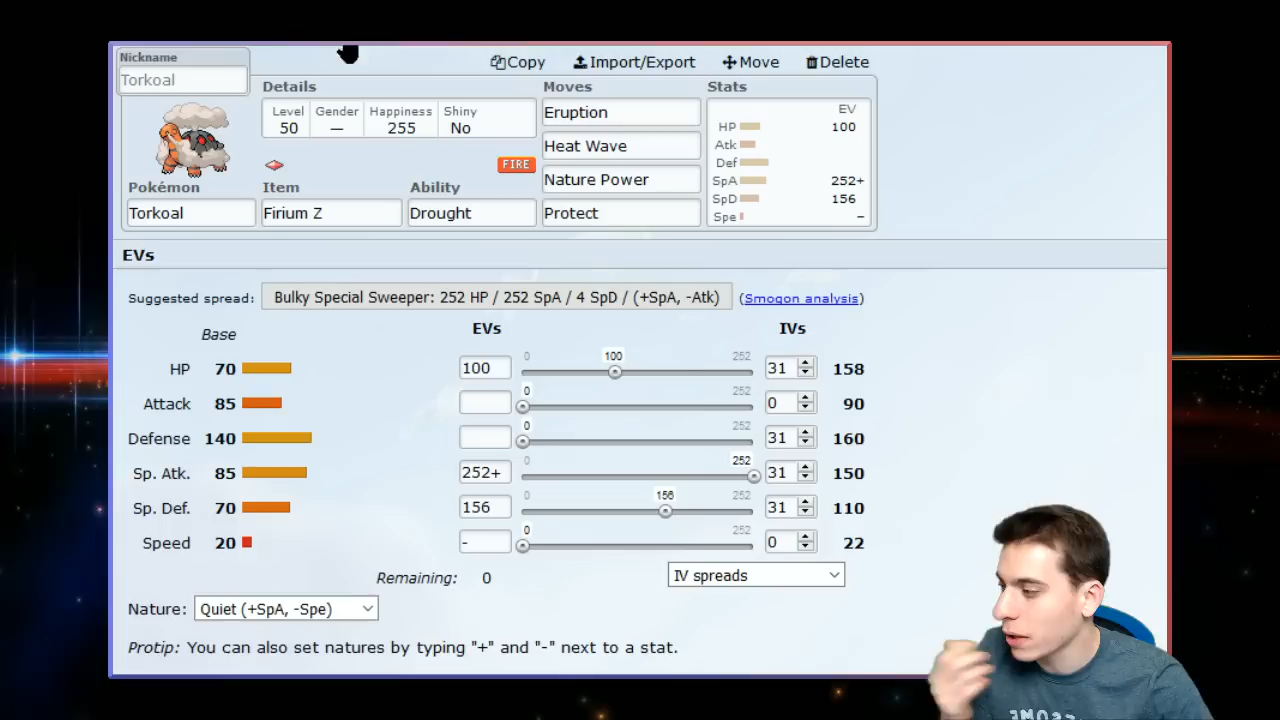 Nickname
Torkoal
Copy Import/Export Move Delete
Details Moves Stats
Level Gender Happiness Shiny
50 — 255 No
FIRE
Pokémon Item Ability
Torkoal Firium Z Drought
Eruption
Heat Wave
Nature Power
Protect
EV
HP 100
Atk
Def
SpA 252+
SpD 156
Spe –
EVs
Suggested spread: Bulky Special Sweeper: 252 HP / 252 SpA / 4 SpD / (+SpA, -Atk) (Smogon analysis)
Base EVs IVs
HP 70 100 0 100 252 31 158
Attack 85 0 252 0 90
Defense 140 0 252 31 160
Sp. Atk. 85 252+ 0 252 31 150
Sp. Def. 70 156 0 156 252 31 110
Speed 20 - 0 252 0 22
Remaining: 0 IV spreads
Nature: Quiet (+SpA, -Spe)
Protip: You can also set natures by typing "+" and "-" next to a stat.